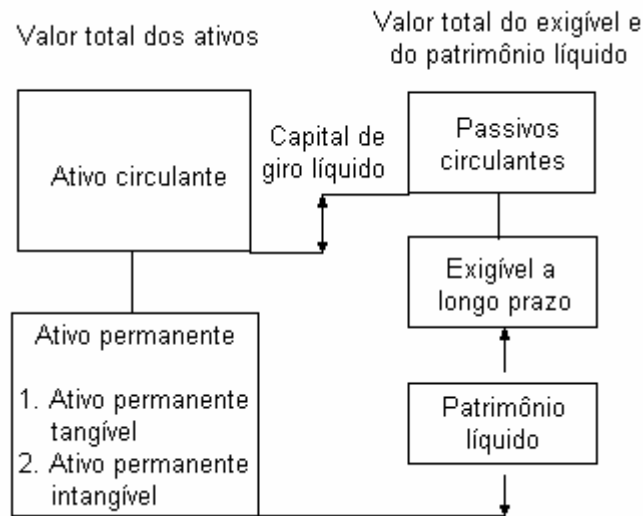 Valor total dos ativos
Valor total do exigível e
do patrimônio líquido
Ativo circulante
Capital de
giro líquido
Passivos
circulantes
Exigível a
longo prazo
Ativo permanente
1. Ativo permanente
tangível
2. Ativo permanente
intangível
Patrimônio
líquido